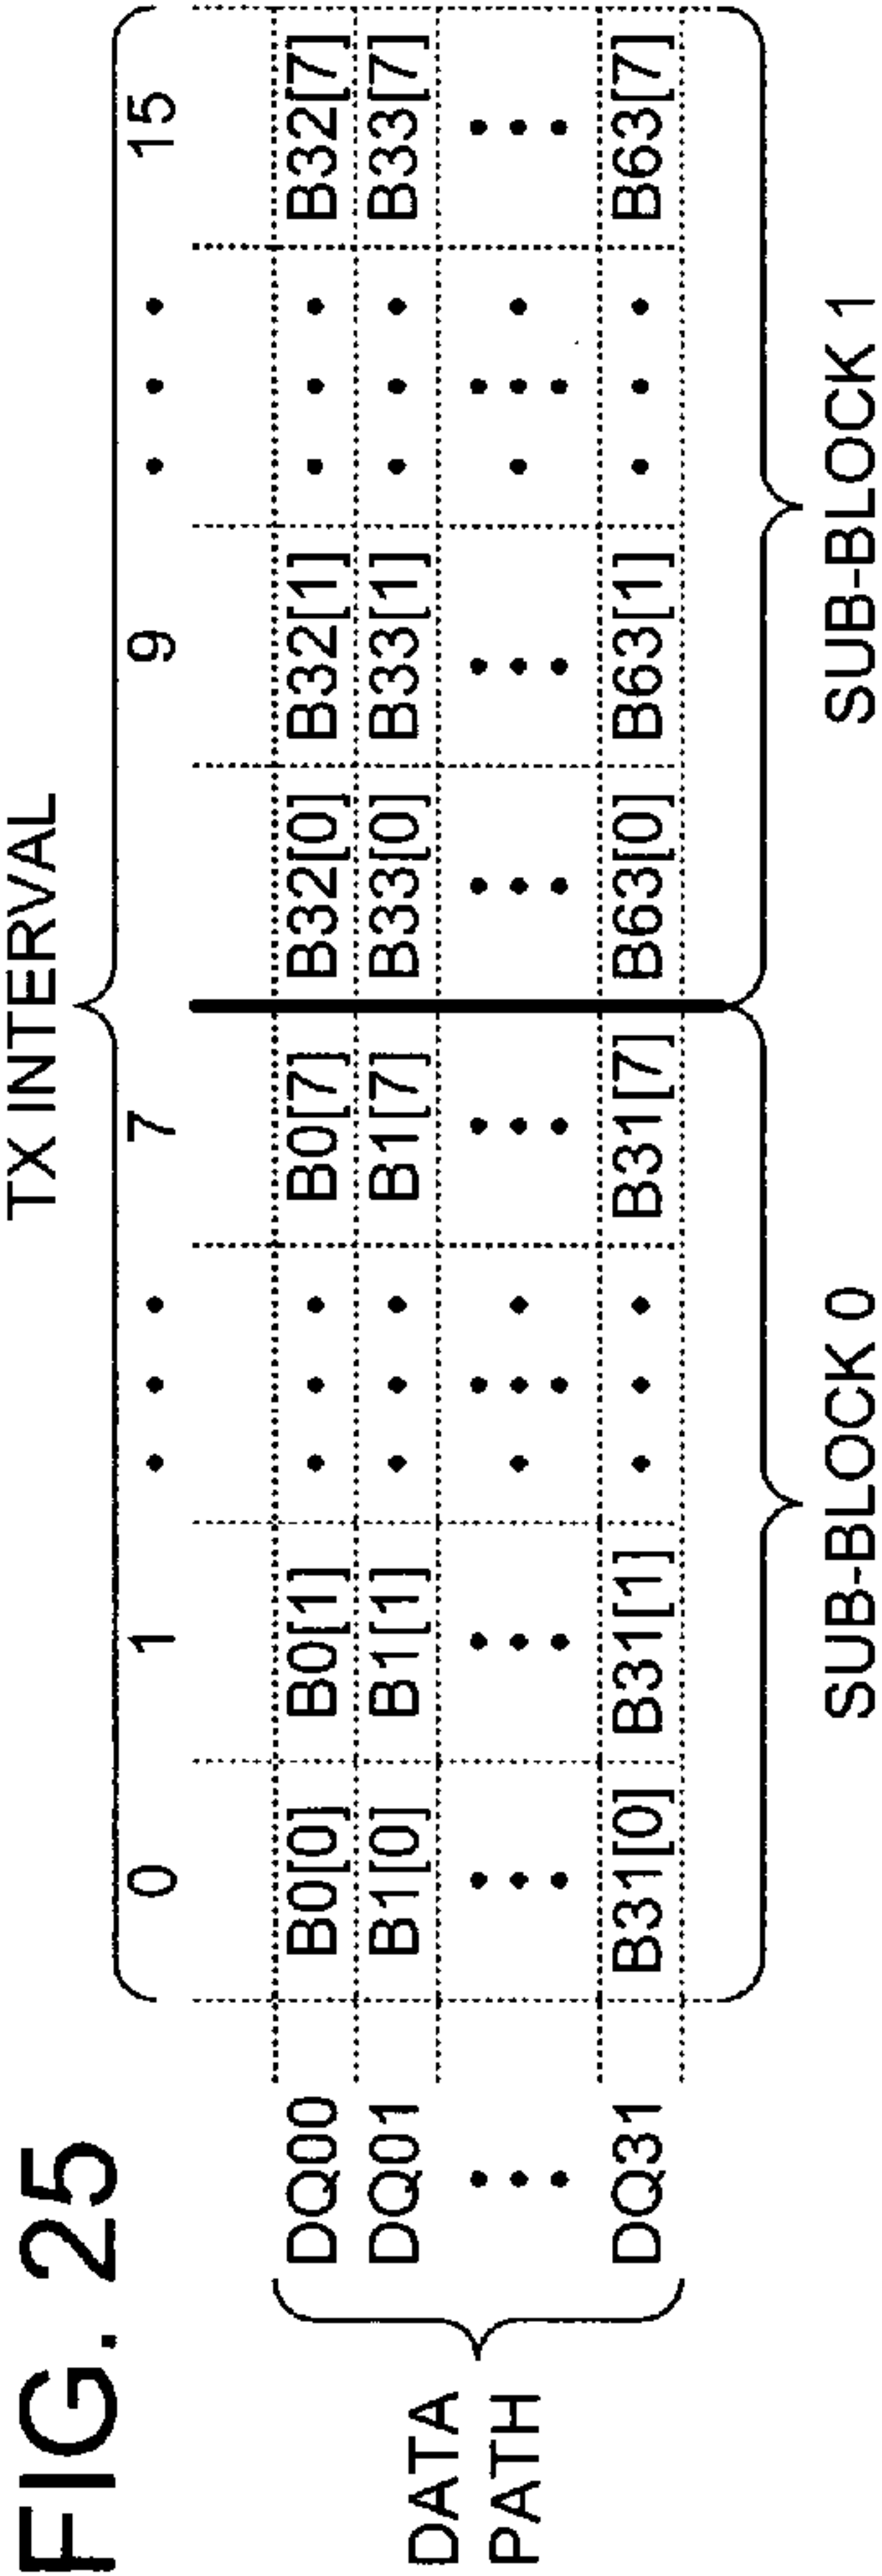 FIG. 25
TX INTERVAL
0 1 • • • 7 9 • • • 15
DATA
PATH
DQ00 B0[0] B0[1] • • • B0[7] B32[0] B32[1] • • • B32[7]
DQ01 B1[0] B1[1] • • • B1[7] B33[0] B33[1] • • • B33[7]
DQ31 B31[0] B31[1] • • • B31[7] B63[0] B63[1] • • • B63[7]
SUB-BLOCK 0 SUB-BLOCK 1